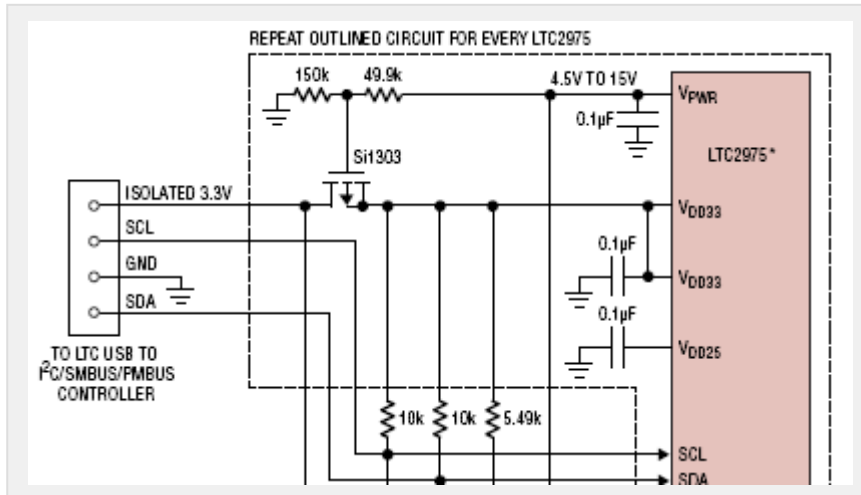 REPEAT OUTLINED CIRCUIT FOR EVERY LTC2975
150k
49.9k
4.5V TO 15V
VPWR
0.1µF
LTC2975*
Si1303
ISOLATED 3.3V
VDD33
SCL
0.1µF
GND
VDD33
SDA
0.1µF
VDD25
TO LTC USB TO
I²C/SMBUS/PMBUS
CONTROLLER
10k
10k
5.49k
SCL
SDA